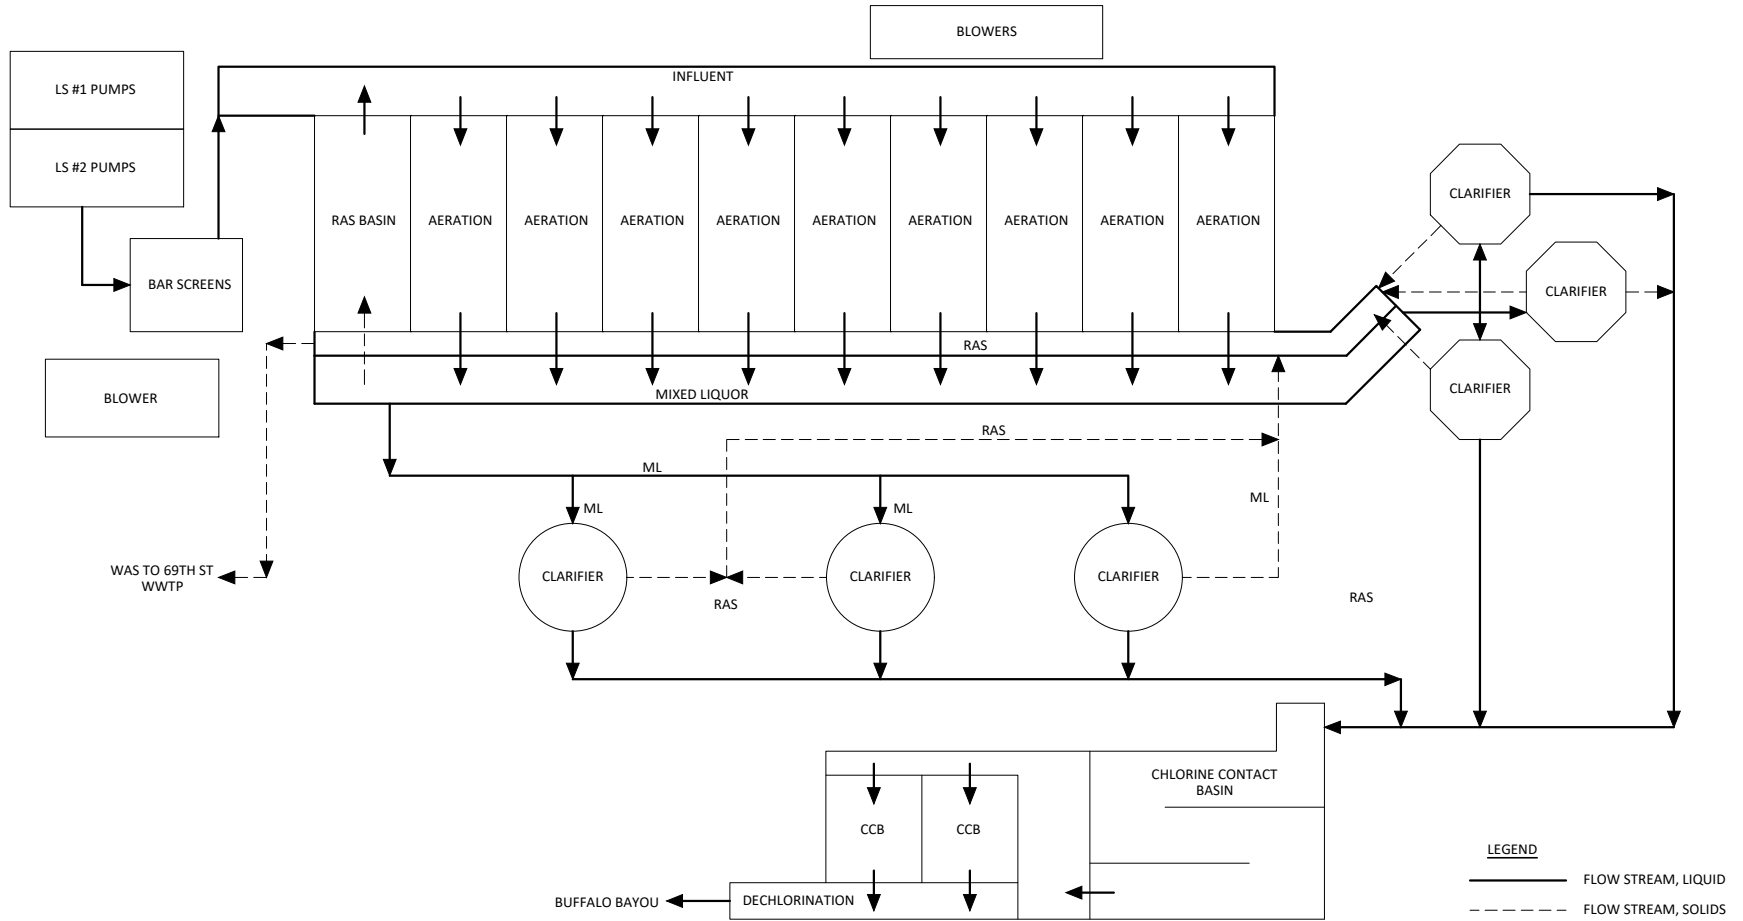 BLOWERS
INFLUENT
LS #1 PUMPS
LS #2 PUMPS
BAR SCREENS
BLOWER
RAS BASIN
AERATION
AERATION
AERATION
AERATION
AERATION
AERATION
AERATION
AERATION
AERATION
CLARIFIER
CLARIFIER
CLARIFIER
RAS
MIXED LIQUOR
RAS
ML
ML
ML
ML
WAS TO 69TH ST
WWTP
CLARIFIER
CLARIFIER
CLARIFIER
RAS
RAS
CHLORINE CONTACT
BASIN
CCB
CCB
DECHLORINATION
BUFFALO BAYOU
LEGEND
FLOW STREAM, LIQUID
FLOW STREAM, SOLIDS